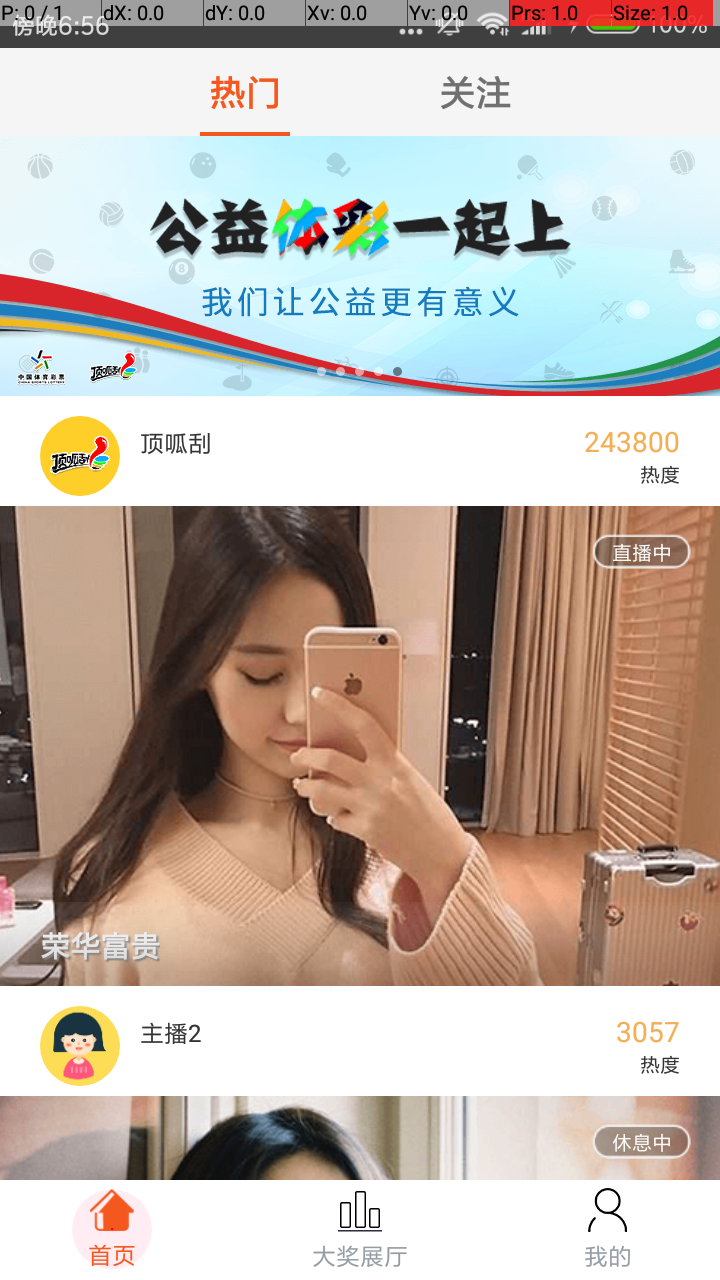 P: 0 / 1 dX: 0.0 dY: 0.0 Xv: 0.0 Yv: 0.0 Prs: 1.0 Size: 1.0
傍晚6:56 100%
热门 关注
公益体彩一起上
我们让公益更有意义
中国体育彩票 顶呱刮
CHINA SPORTS LOTTERY
顶呱刮 顶呱刮 243800
热度
直播中
荣华富贵
主播2 3057
热度
休息中
首页 大奖展厅 我的